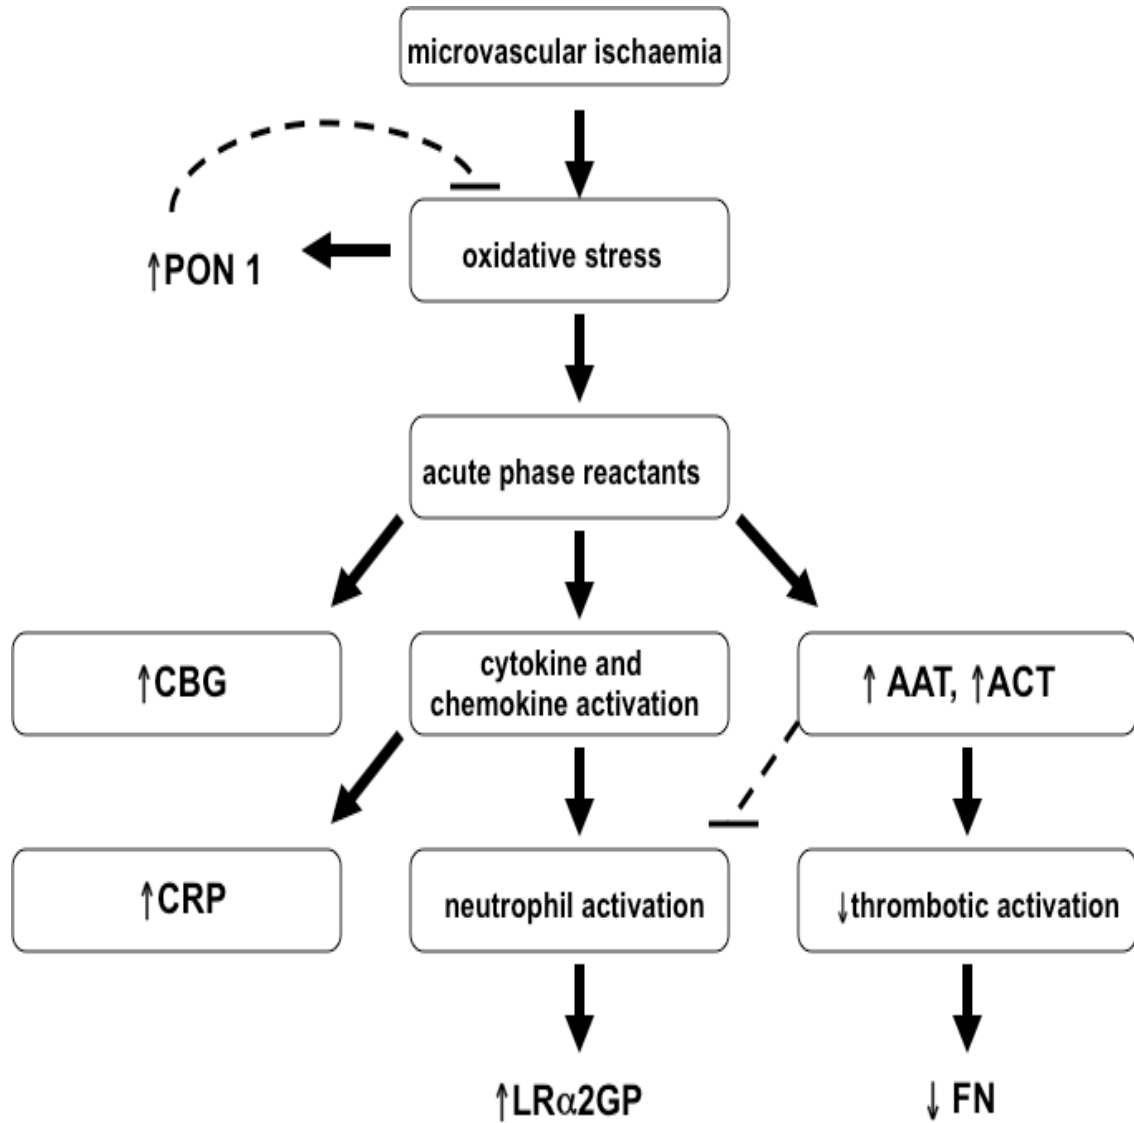 microvascular ischaemia
oxidative stress
↑PON 1
acute phase reactants
↑CBG
cytokine and
chemokine activation
↑ AAT, ↑ACT
↑CRP
neutrophil activation
↓thrombotic activation
↑LRα2GP
↓ FN